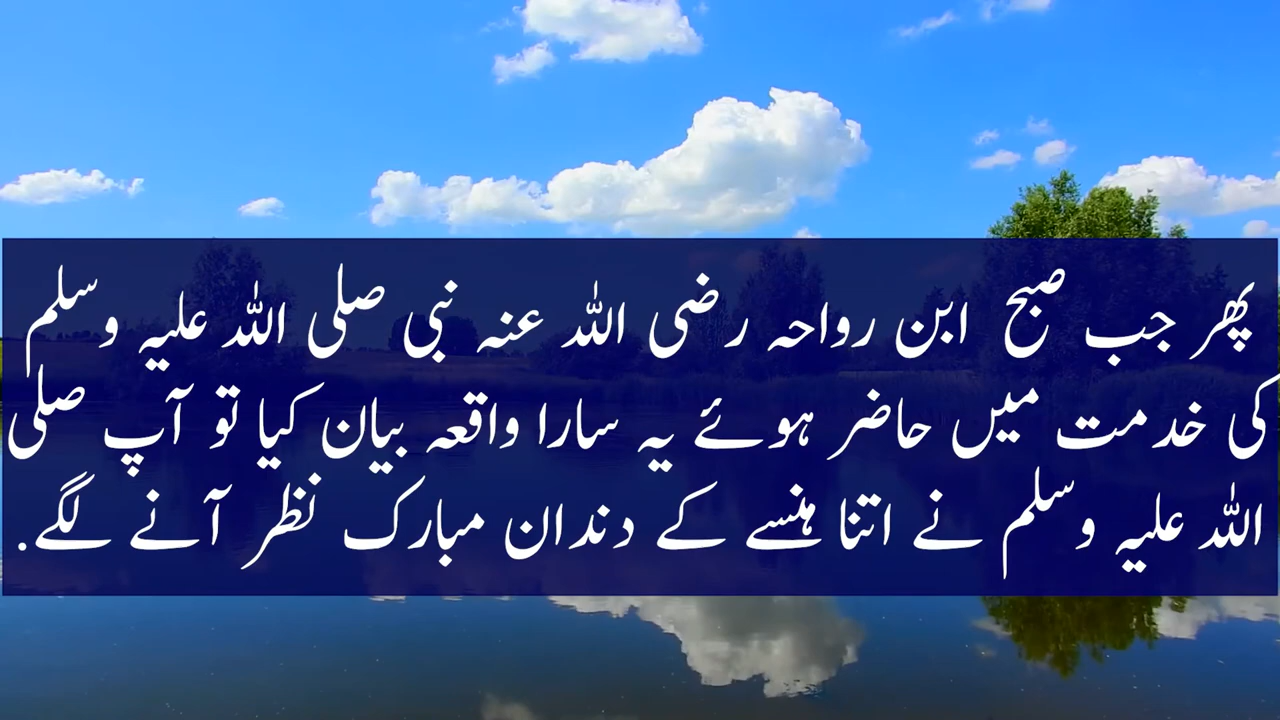 پھر جب صبح ابن رواحہ رضی اللہ عنہ نبی صلی اللہ علیہ وسلم
کی خدمت میں حاضر ہوئے یہ سارا واقعہ بیان کیا تو آپ صلی
اللہ علیہ وسلم نے اتنا ہنسے کے دندان مبارک نظر آنے لگے.